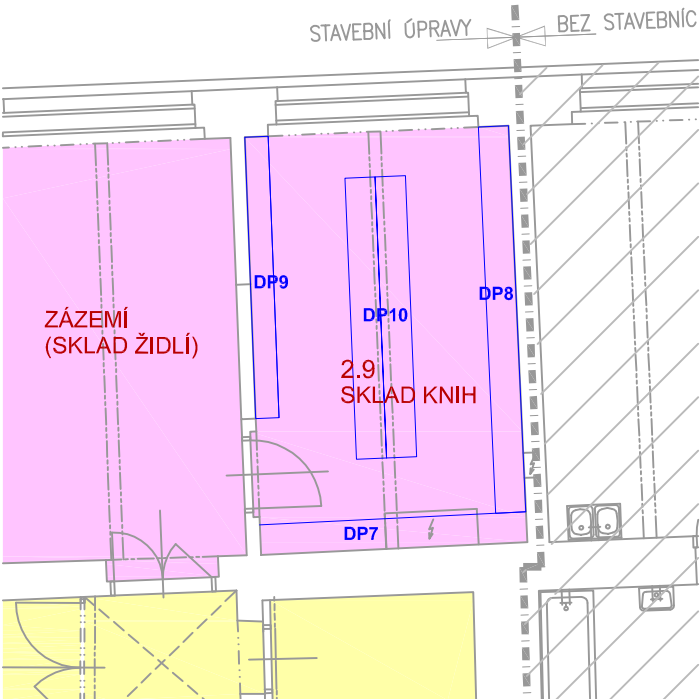 STAVEBNÍ ÚPRAVY
BEZ STAVEBNÍC
DP9
DP8
DP10
ZÁZEMÍ
(SKLAD ŽIDLÍ)
2.9
SKLAD KNIH
DP7